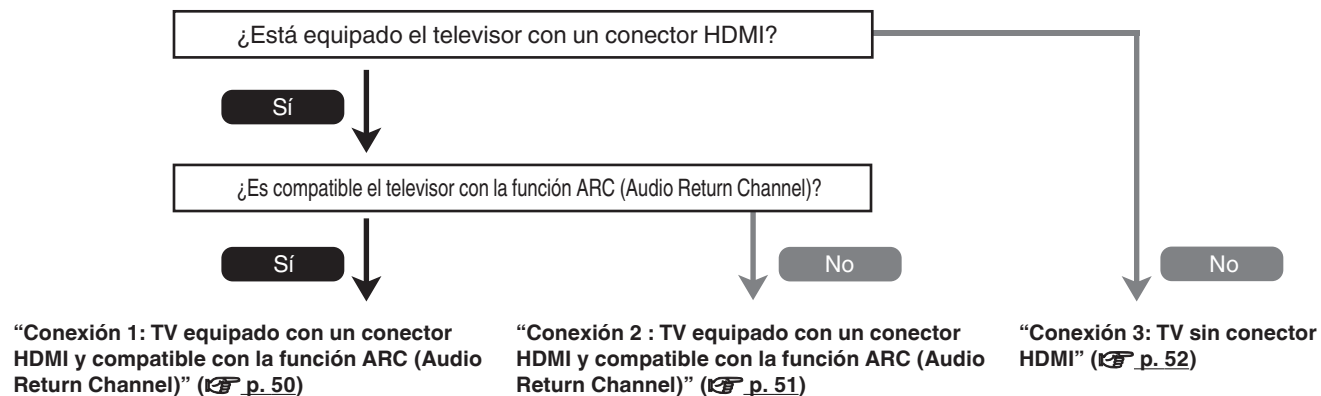 ¿Está equipado el televisor con un conector HDMI?
Sí
¿Es compatible el televisor con la función ARC (Audio Return Channel)?
Sí
No
No
“Conexión 1: TV equipado con un conector
HDMI y compatible con la función ARC (Audio
Return Channel)” (☞ p. 50)
“Conexión 2 : TV equipado con un conector
HDMI y compatible con la función ARC (Audio
Return Channel)” (☞ p. 51)
“Conexión 3: TV sin conector
HDMI” (☞ p. 52)